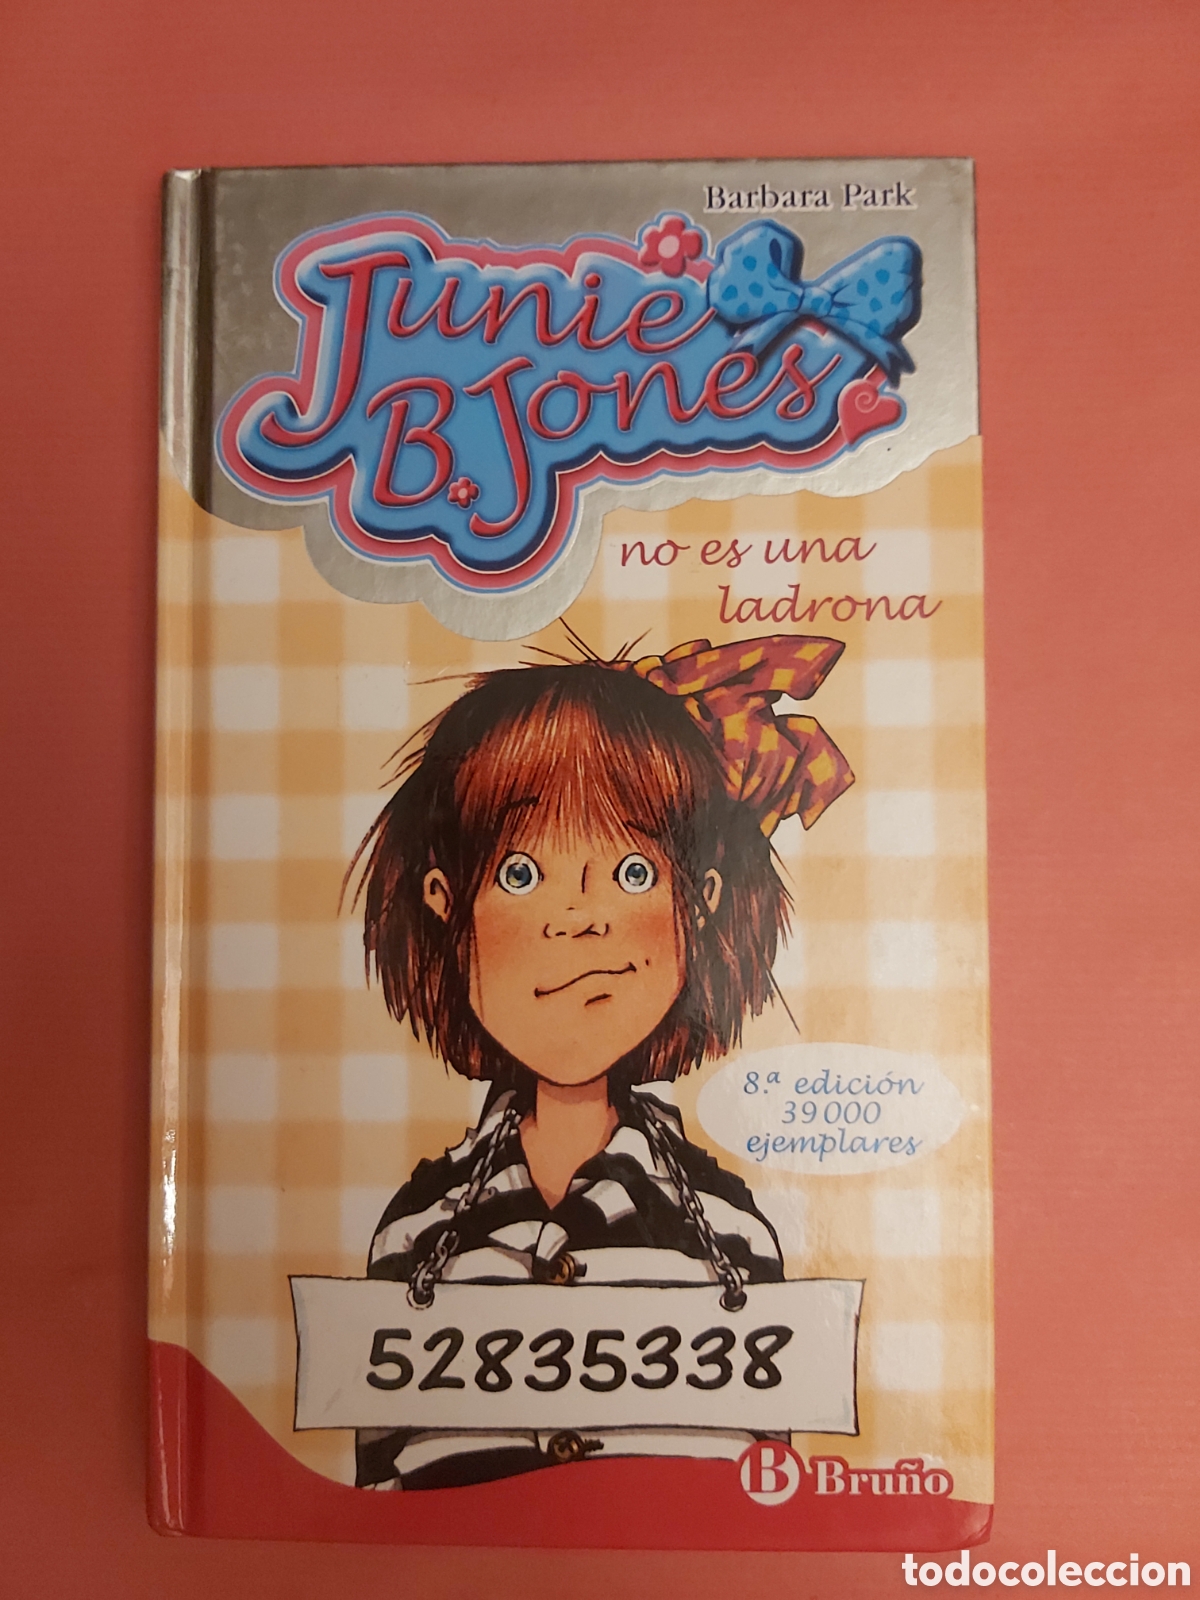 Barbara Park
Junie
B. Jones
no es una
ladrona
8.ª edición
39 000
ejemplares
52835338
B Bruño
todocoleccion